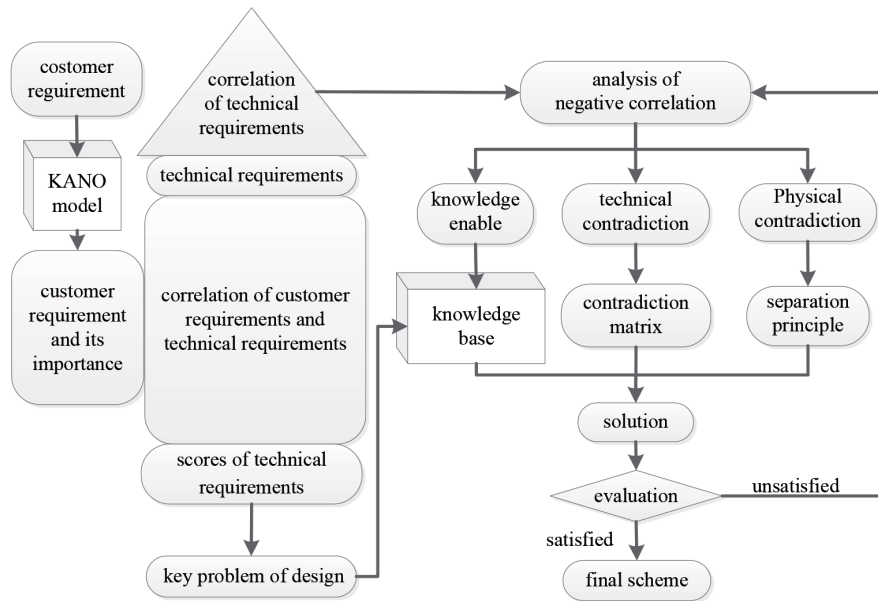 costomer
reguirement
KANO
model
customer
requirement
and its
importance
correlation
of technical
requirements
technical requirements
correlation of customer
requirements and
technical requirements
scores of technical
requirements
key problem of design
analysis of
negative correlation
knowledge
enable
technical
contradiction
Physical
contradiction
knowledge
base
contradiction
matrix
separation
principle
solution
evaluation
unsatisfied
satisfied
final scheme